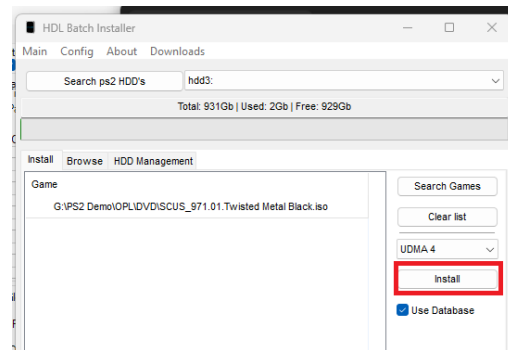 HDL Batch Installer
Main Config About Downloads
Search ps2 HDD's hdd3:
Total: 931Gb | Used: 2Gb | Free: 929Gb
Install Browse HDD Management
Game
G:\PS2 Demo\OPL\DVD\SCUS_971.01.Twisted Metal Black.iso
Search Games
Clear list
UDMA 4
Install
Use Database